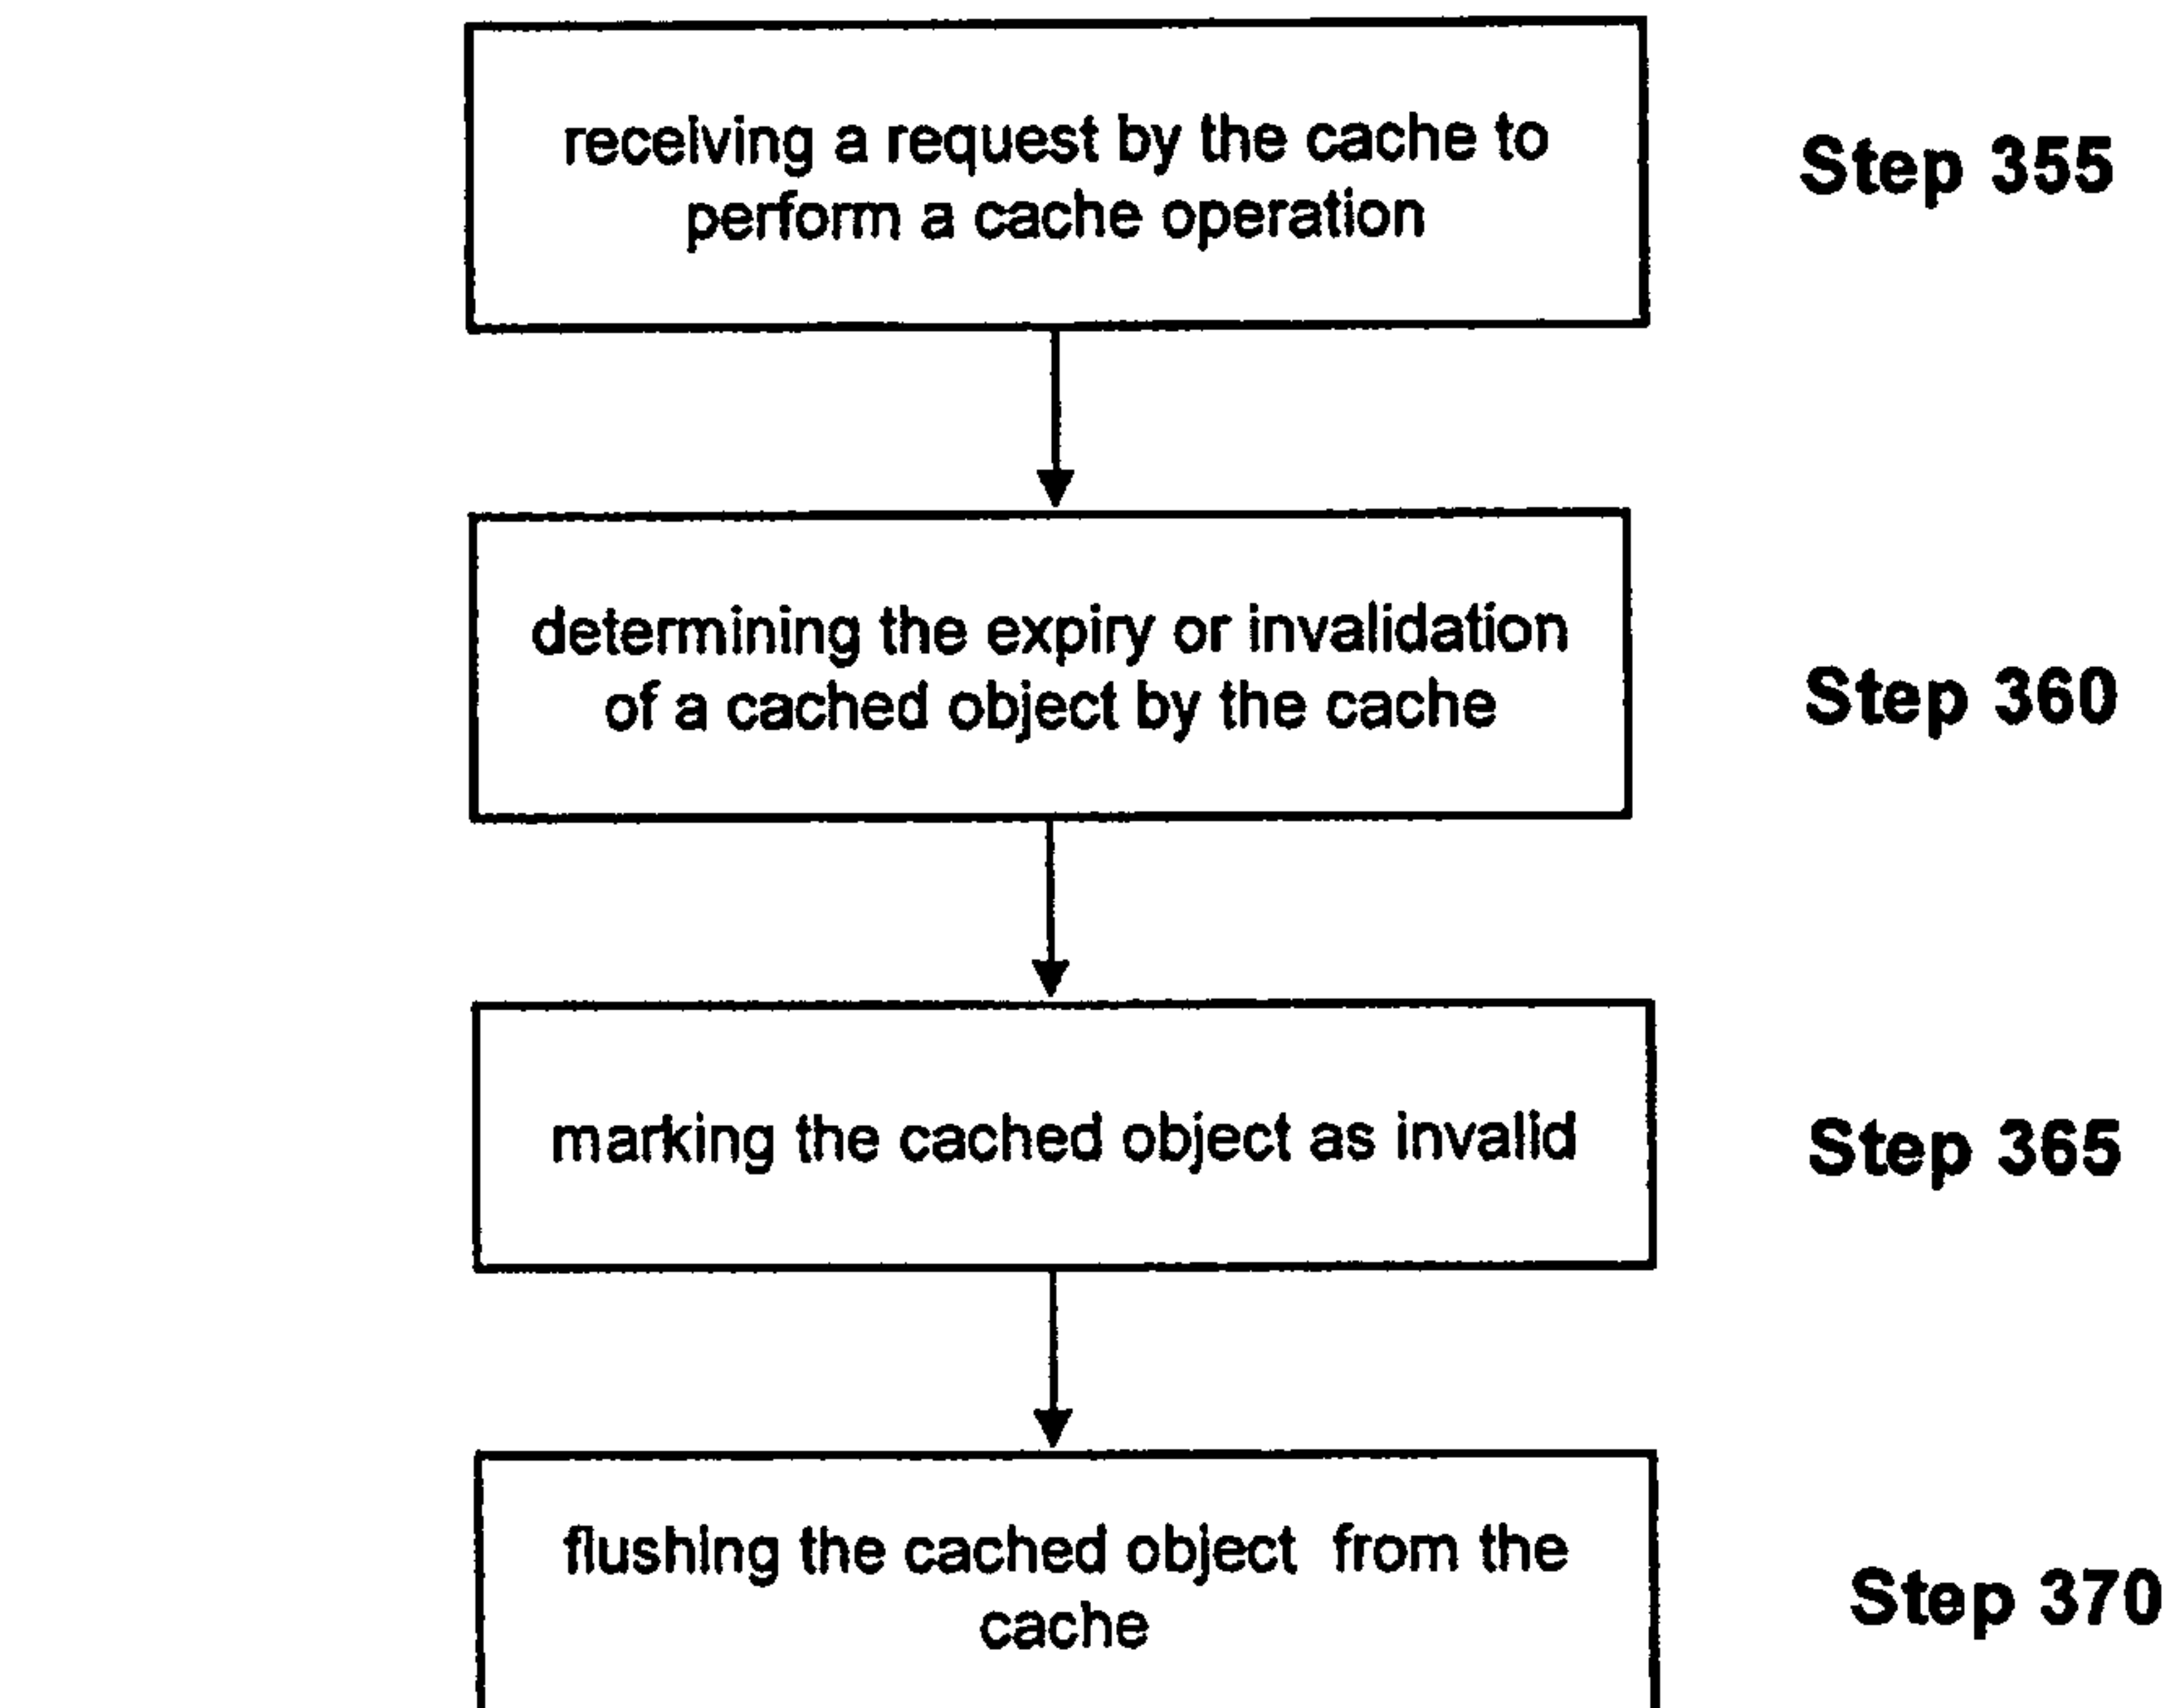 receiving a request by the cache to
perform a cache operation
Step 355
determining the expiry or invalidation
of a cached object by the cache
Step 360
marking the cached object as invalid
Step 365
flushing the cached object from the
cache
Step 370